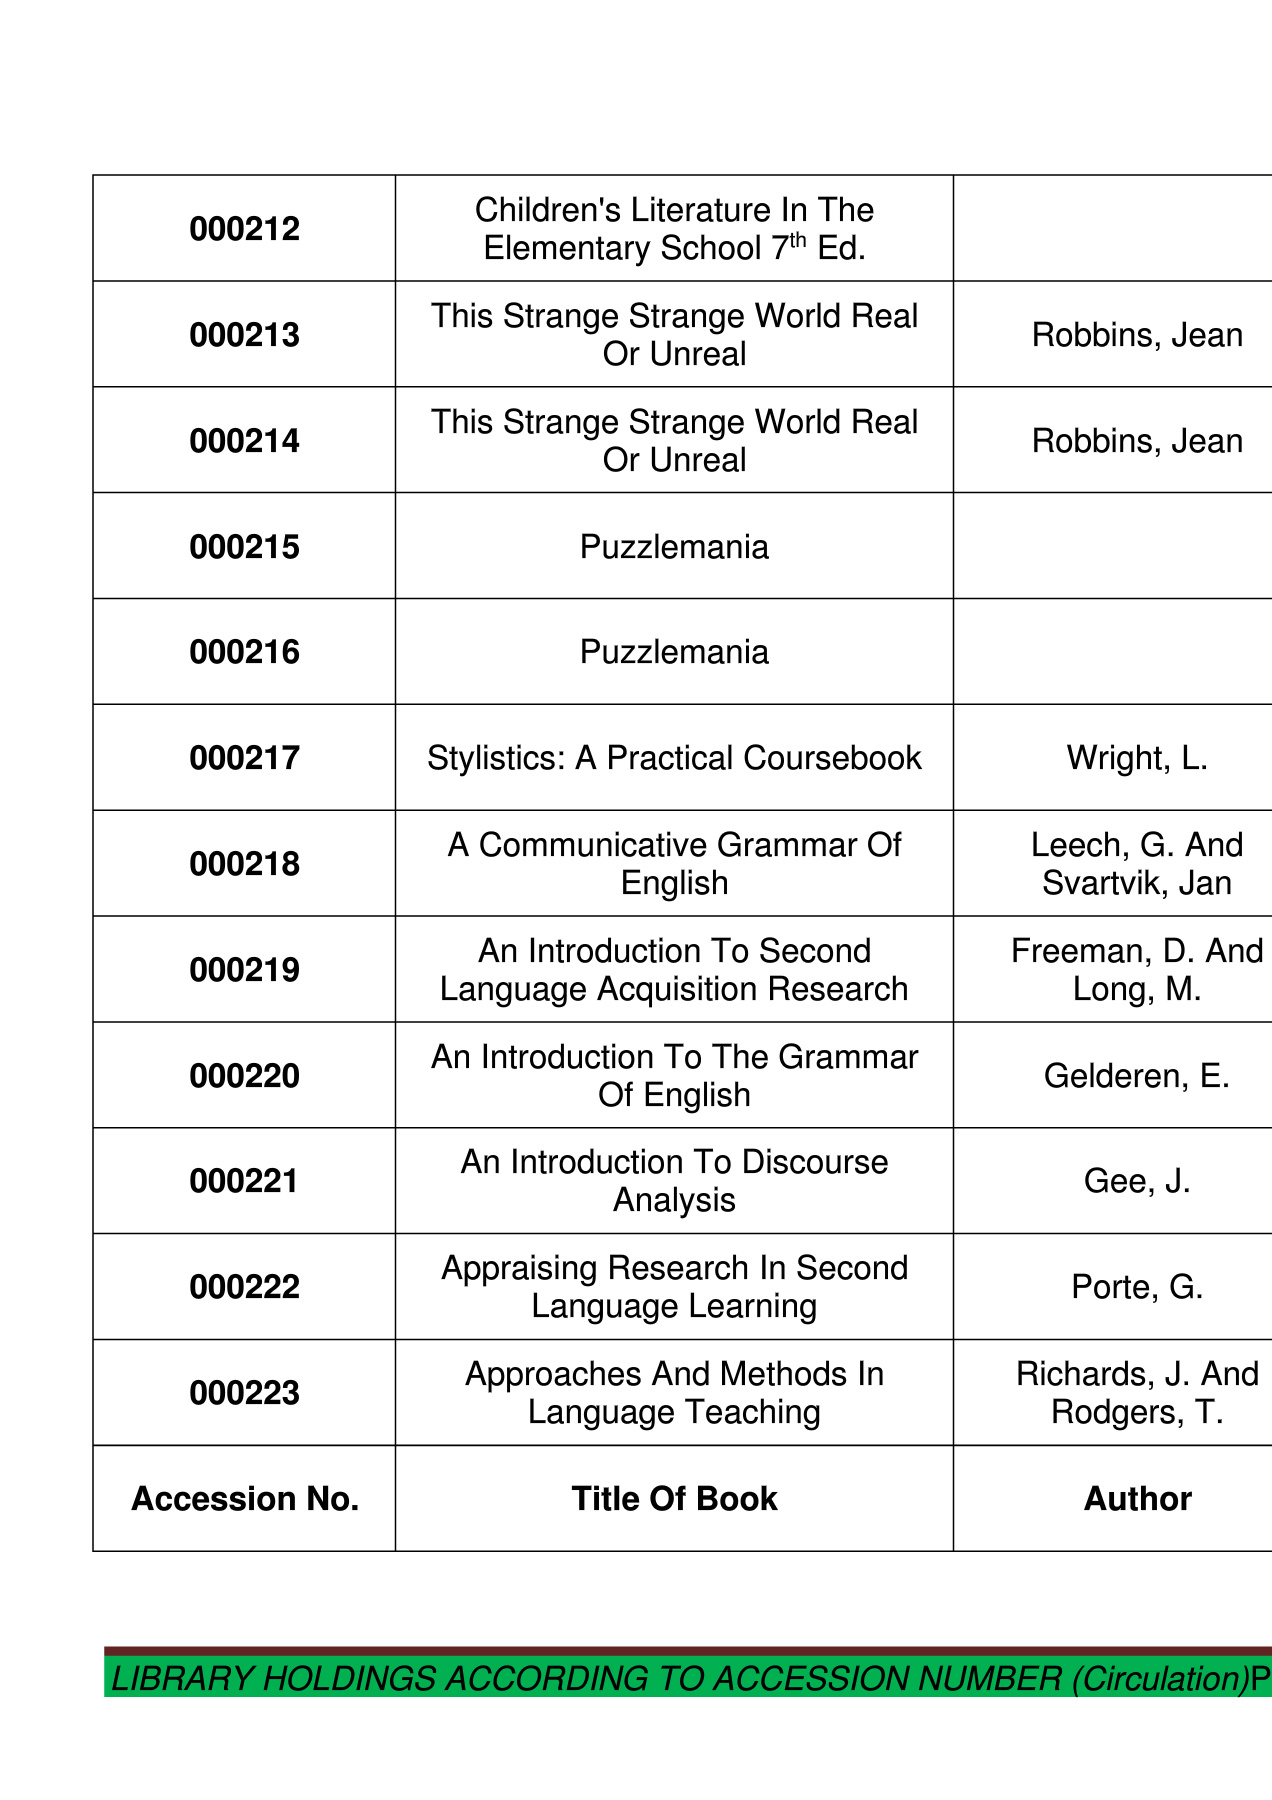 000212
Children's Literature In The
Elementary School 7th Ed.
000213
This Strange Strange World Real
Or Unreal
Robbins, Jean
000214
This Strange Strange World Real
Or Unreal
Robbins, Jean
000215
Puzzlemania
000216
Puzzlemania
000217
Stylistics: A Practical Coursebook
Wright, L.
000218
A Communicative Grammar Of
English
Leech, G. And
Svartvik, Jan
000219
An Introduction To Second
Language Acquisition Research
Freeman, D. And
Long, M.
000220
An Introduction To The Grammar
Of English
Gelderen, E.
000221
An Introduction To Discourse
Analysis
Gee, J.
000222
Appraising Research In Second
Language Learning
Porte, G.
000223
Approaches And Methods In
Language Teaching
Richards, J. And
Rodgers, T.
Accession No.
Title Of Book
Author
LIBRARY HOLDINGS ACCORDING TO ACCESSION NUMBER (Circulation)P